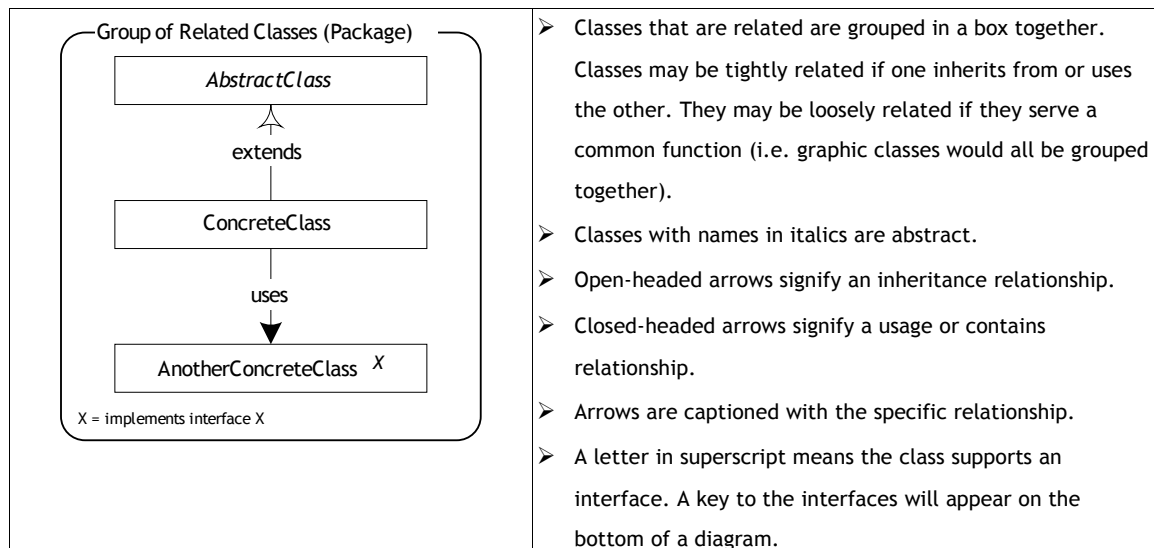 Group of Related Classes (Package)
AbstractClass
extends
ConcreteClass
uses
AnotherConcreteClass X
X = implements interface X
➢ Classes that are related are grouped in a box together.
Classes may be tightly related if one inherits from or uses
the other. They may be loosely related if they serve a
common function (i.e. graphic classes would all be grouped
together).
➢ Classes with names in italics are abstract.
➢ Open-headed arrows signify an inheritance relationship.
➢ Closed-headed arrows signify a usage or contains
relationship.
➢ Arrows are captioned with the specific relationship.
➢ A letter in superscript means the class supports an
interface. A key to the interfaces will appear on the
bottom of a diagram.